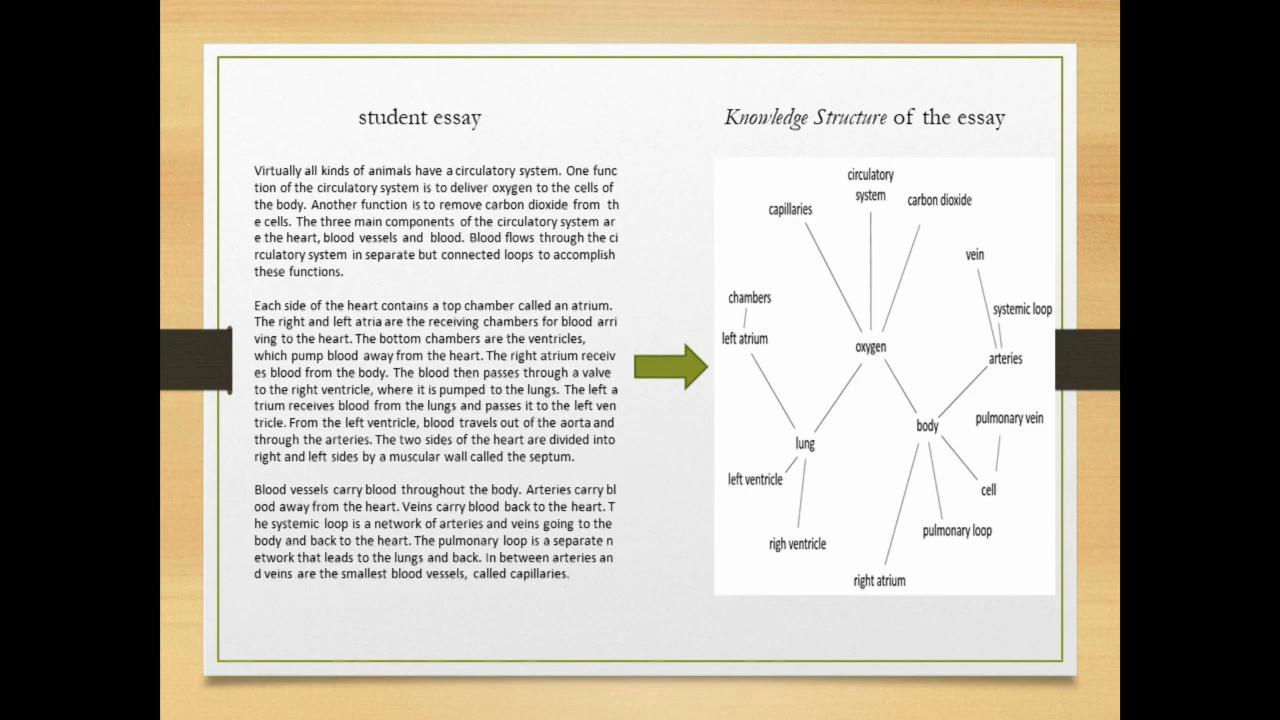 student essay
Virtually all kinds of animals have a circulatory system. One func
tion of the circulatory system is to deliver oxygen to the cells of
the body. Another function is to remove carbon dioxide from th
e cells. The three main components of the circulatory system ar
e the heart, blood vessels and blood. Blood flows through the ci
rculatory system in separate but connected loops to accomplish
these functions.
Each side of the heart contains a top chamber called an atrium.
The right and left atria are the receiving chambers for blood arri
ving to the heart. The bottom chambers are the ventricles,
which pump blood away from the heart. The right atrium receiv
es blood from the body. The blood then passes through a valve
to the right ventricle, where it is pumped to the lungs. The left a
trium receives blood from the lungs and passes it to the left ven
tricle. From the left ventricle, blood travels out of the aorta and
through the arteries. The two sides of the heart are divided into
right and left sides by a muscular wall called the septum.
Blood vessels carry blood throughout the body. Arteries carry bl
ood away from the heart. Veins carry blood back to the heart. T
he systemic loop is a network of arteries and veins going to the
body and back to the heart. The pulmonary loop is a separate n
etwork that leads to the lungs and back. In between arteries an
d veins are the smallest blood vessels, called capillaries.
Knowledge Structure of the essay
circulatory
system
carbon dioxide
capillaries
vein
chambers
systemic loop
left atrium
oxygen
arteries
pulmonary vein
body
lung
left ventricle
cell
pulmonary loop
righ ventricle
right atrium